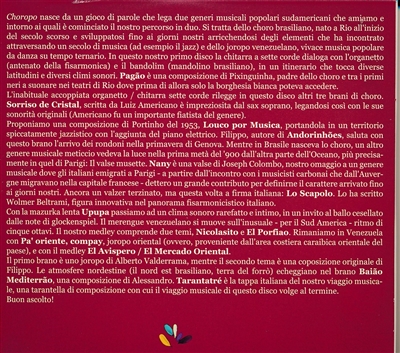 Choropo nasce da un gioco di parole che lega due generi musicali popolari sudamericani che amiamo e
intorno ai quali è cominciato il nostro percorso in duo. Si tratta dello choro brasiliano, nato a Rio all'inizio
del secolo scorso e sviluppatosi fino ai giorni nostri arricchendosi degli elementi che ha incontrato
attraversando un secolo di musica (ad esempio il jazz) e dello joropo venezuelano, vivace musica popolare
da danza su tempo ternario. In questo nostro primo disco la chitarra a sette corde dialoga con l'organetto
(antenato della fisarmonica) e il bandolim (mandolino brasiliano), in un itinerario che tocca diverse
latitudini e diversi climi sonori. Pagão è una composizione di Pixinguinha, padre dello choro e tra i primi
neri a suonare nei teatri di Rio dove prima di allora solo la borghesia bianca poteva accedere.
L'inabituale accoppiata organetto / chitarra sette corde rilegge in questo disco altri tre brani di choro.
Sorriso de Cristal, scritta da Luiz Americano è impreziosita dal sax soprano, legandosi così con le sue
sonorità originali (Americano fu un importante fiatista del genere).
Proponiamo una composizione di Portinho del 1953, Louco por Musica, portandola in un territorio
spiccatamente jazzistico con l'aggiunta del piano elettrico. Filippo, autore di Andorinhões, saluta con
questo brano l'arrivo dei rondoni nella primavera di Genova. Mentre in Brasile nasceva lo choro, un altro
genere musicale meticcio vedeva la luce nella prima metà del '900 dall'altra parte dell'Oceano, più precisa-
mente in quel di Parigi: Il valse musette. Nany è una valse di Joseph Colombo, nostro omaggio a un genere
musicale dove gli italiani emigrati a Parigi - a partire dall'incontro con i musicisti carbonai che dall'Auver-
gne migravano nella capitale francese - dettero un grande contributo per definirne il carattere arrivato fino
ai giorni nostri. Ancora un valzer ternario, ma questa volta a firma italiana: Lo Scapolo. Lo ha scritto
Wolmer Beltrami, figura innovativa nel panorama fisarmonicistico italiano.
Con la mazurka lenta Upupa passiamo ad un clima sonoro rarefatto e intimo, in un invito al ballo cesellato
dalle note di glockenspiel. Il merengue venezuelano si muove sull'inusuale - per il Sud America - ritmo di
cinque ottavi. Il nostro medley comprende due temi, Nicolasito e El Porfiao. Rimaniamo in Venezuela
con Pa' oriente, compay, joropo oriental (ovvero, proveniente dall'area costiera caraibica orientale del
paese), e con il medley El Avispero / El Mercado Oriental.
Il primo brano è uno joropo di Alberto Valderrama, mentre il secondo tema è una coposizione originale di
Filippo. Le atmosfere nordestine (il nord est brasiliano, terra del forrò) echeggiano nel brano Baião
Mediterrâo, una composizione di Alessandro. Tarantatré è la tappa italiana del nostro viaggio musica-
le, una tarantella di composizione con cui il viaggio musicale di questo disco volge al termine.
Buon ascolto!